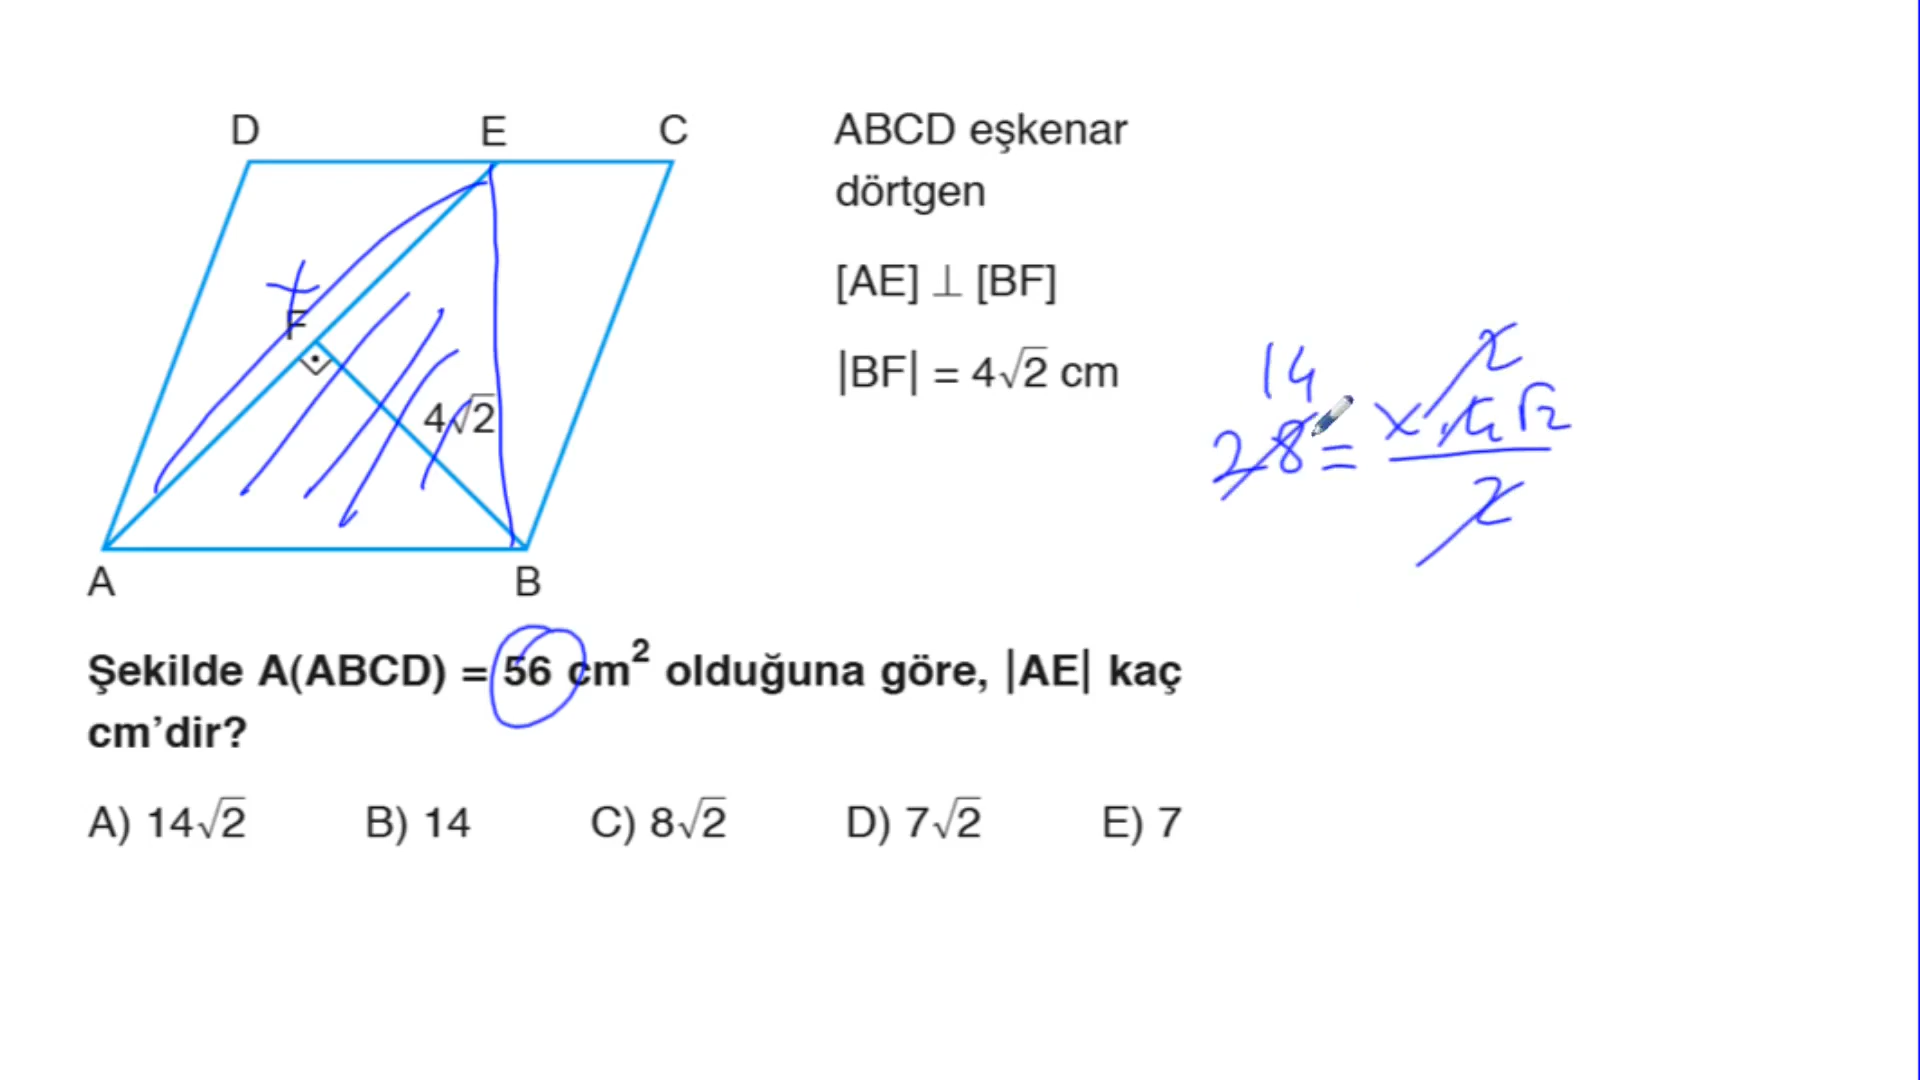 D E C
ABCD eşkenar
dörtgen
[AE] ⊥ [BF]
|BF| = 4√2 cm
F
4√2
x
A B
14
28 = x.4√2
2
2
Şekilde A(ABCD) = 56 cm² olduğuna göre, |AE| kaç
cm'dir?
A) 14√2 B) 14 C) 8√2 D) 7√2 E) 7